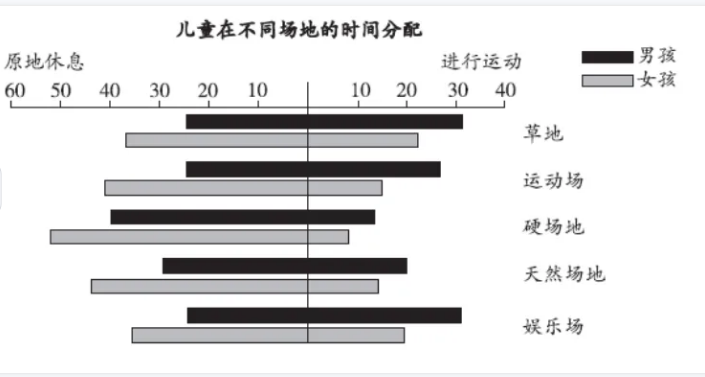 儿童在不同场地的时间分配
原地休息 进行运动
男孩
女孩
60 50 40 30 20 10 10 20 30 40
草地
运动场
硬场地
天然场地
娱乐场